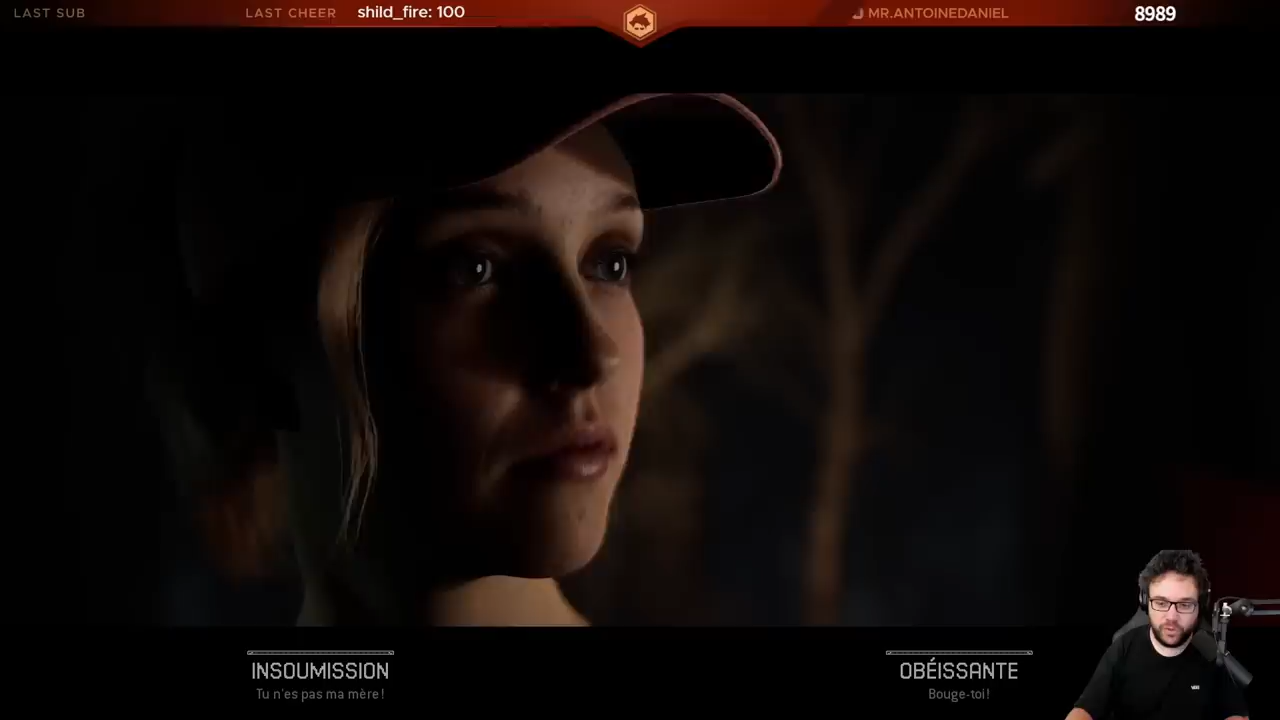 LAST SUB
LAST CHEER shild_fire: 100
MR.ANTOINEDANIEL
8989
INSOUMISSION
Tu n'es pas ma mère !
OBÉISSANTE
Bouge-toi !